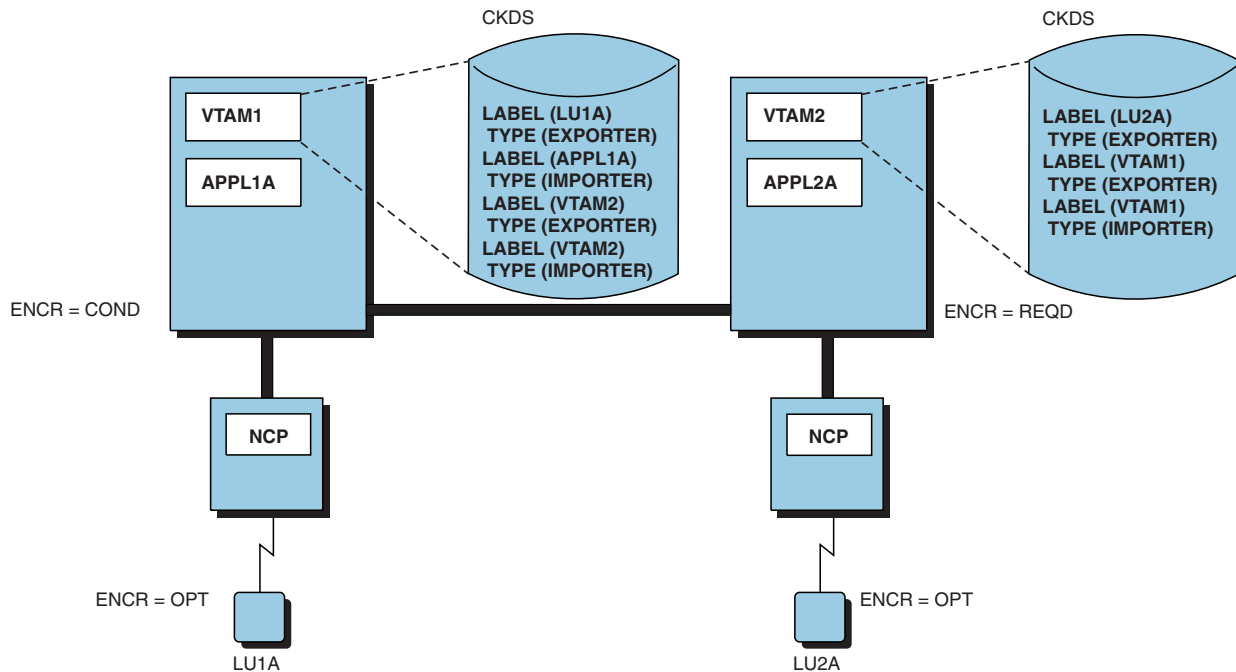 CKDS
CKDS
VTAM1
APPL1A
LABEL (LU1A)
TYPE (EXPORTER)
LABEL (APPL1A)
TYPE (IMPORTER)
LABEL (VTAM2)
TYPE (EXPORTER)
LABEL (VTAM2)
TYPE (IMPORTER)
VTAM2
APPL2A
LABEL (LU2A)
TYPE (EXPORTER)
LABEL (VTAM1)
TYPE (EXPORTER)
LABEL (VTAM1)
TYPE (IMPORTER)
ENCR = COND
ENCR = REQD
NCP
NCP
ENCR = OPT
ENCR = OPT
LU1A
LU2A